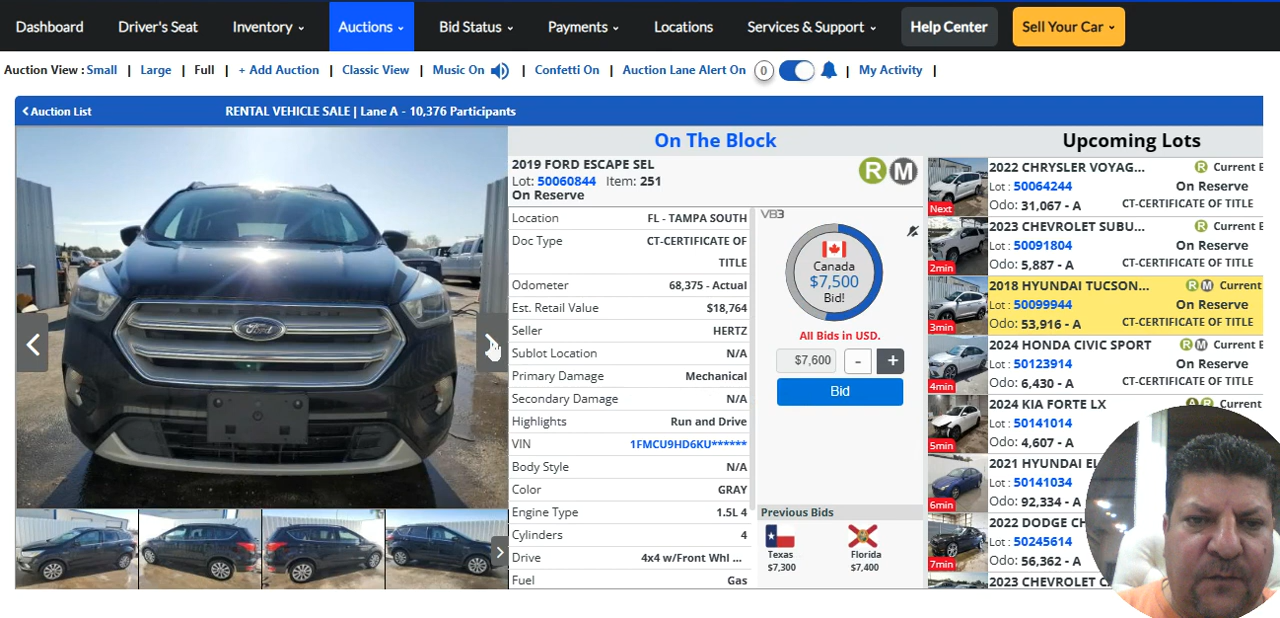 Dashboard Driver's Seat Inventory Auctions Bid Status Payments Locations Services & Support Help Center Sell Your Car
Auction View : Small | Large | Full | + Add Auction | Classic View | Music On | Confetti On | Auction Lane Alert On 0 | My Activity |
Auction List RENTAL VEHICLE SALE | Lane A - 10,376 Participants
Ford
On The Block
2019 FORD ESCAPE SEL
Lot: 50060844 Item: 251
On Reserve
R M
Location FL - TAMPA SOUTH
Doc Type CT-CERTIFICATE OF
TITLE
Odometer 68,375 - Actual
Est. Retail Value $18,764
Seller HERTZ
Sublot Location N/A
Primary Damage Mechanical
Secondary Damage N/A
Highlights Run and Drive
VIN 1FMCU9HD6KU******
Body Style N/A
Color GRAY
Engine Type 1.5L 4
Cylinders 4
Drive 4x4 w/Front Whl ...
Fuel Gas
VB3
Canada
$7,500
Bid!
All Bids in USD.
$7,600 - +
Bid
Previous Bids
Texas
$7,300
Florida
$7,400
Upcoming Lots
2022 CHRYSLER VOYAG... R Current
Lot : 50064244 On Reserve
Next Odo: 31,067 - A CT-CERTIFICATE OF TITLE
2023 CHEVROLET SUBU... R Current
Lot : 50091804 On Reserve
2min Odo: 5,887 - A CT-CERTIFICATE OF TITLE
2018 HYUNDAI TUCSON... R M Current
Lot : 50099944 On Reserve
3min Odo: 53,916 - A CT-CERTIFICATE OF TITLE
2024 HONDA CIVIC SPORT R M Current
Lot : 50123914 On Reserve
4min Odo: 6,430 - A CT-CERTIFICATE OF TITLE
2024 KIA FORTE LX A R Current
Lot : 50141014
5min Odo: 4,607 - A
2021 HYUNDAI EL
Lot : 50141034
6min Odo: 92,334 - A
2022 DODGE CH
Lot : 50245614
7min Odo: 56,362 - A
2023 CHEVROLET